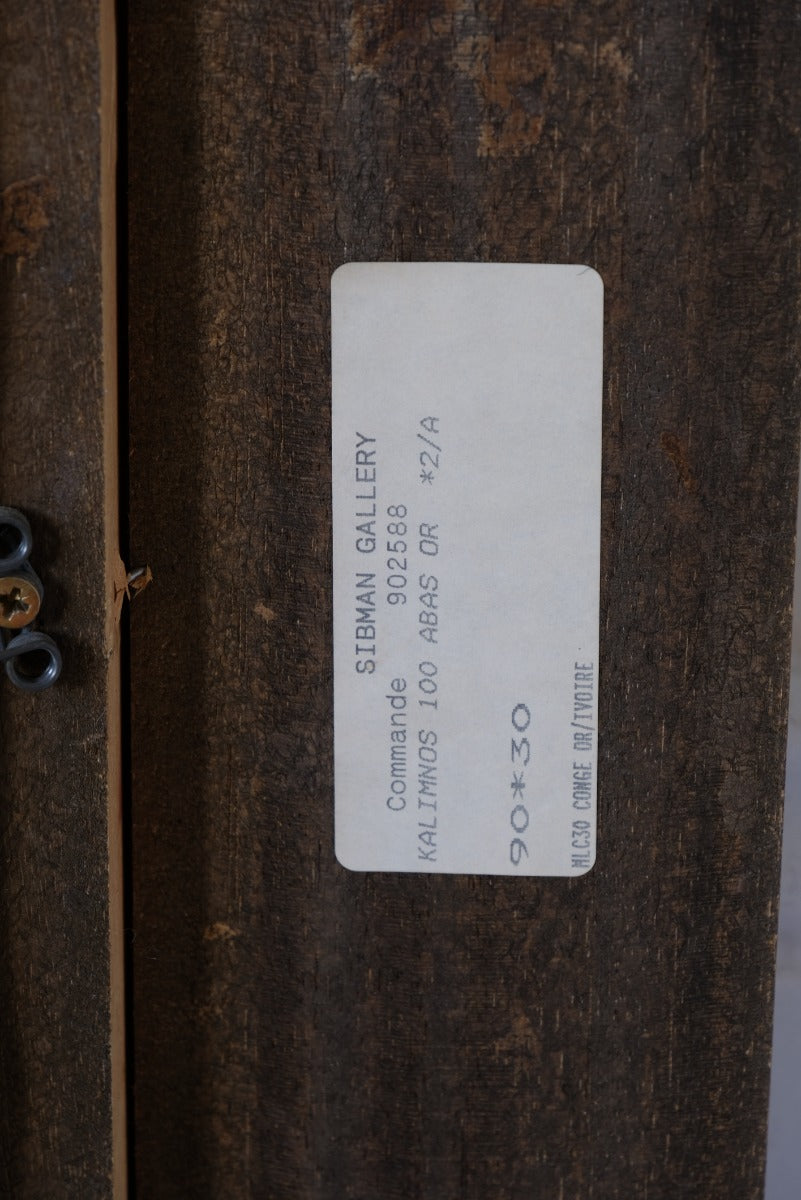 SIBMAN GALLERY
Commande 902588
KALIMNOS 100 ABAS OR *2/A
90*30
MLC30 CONGE OR/IVOIRE